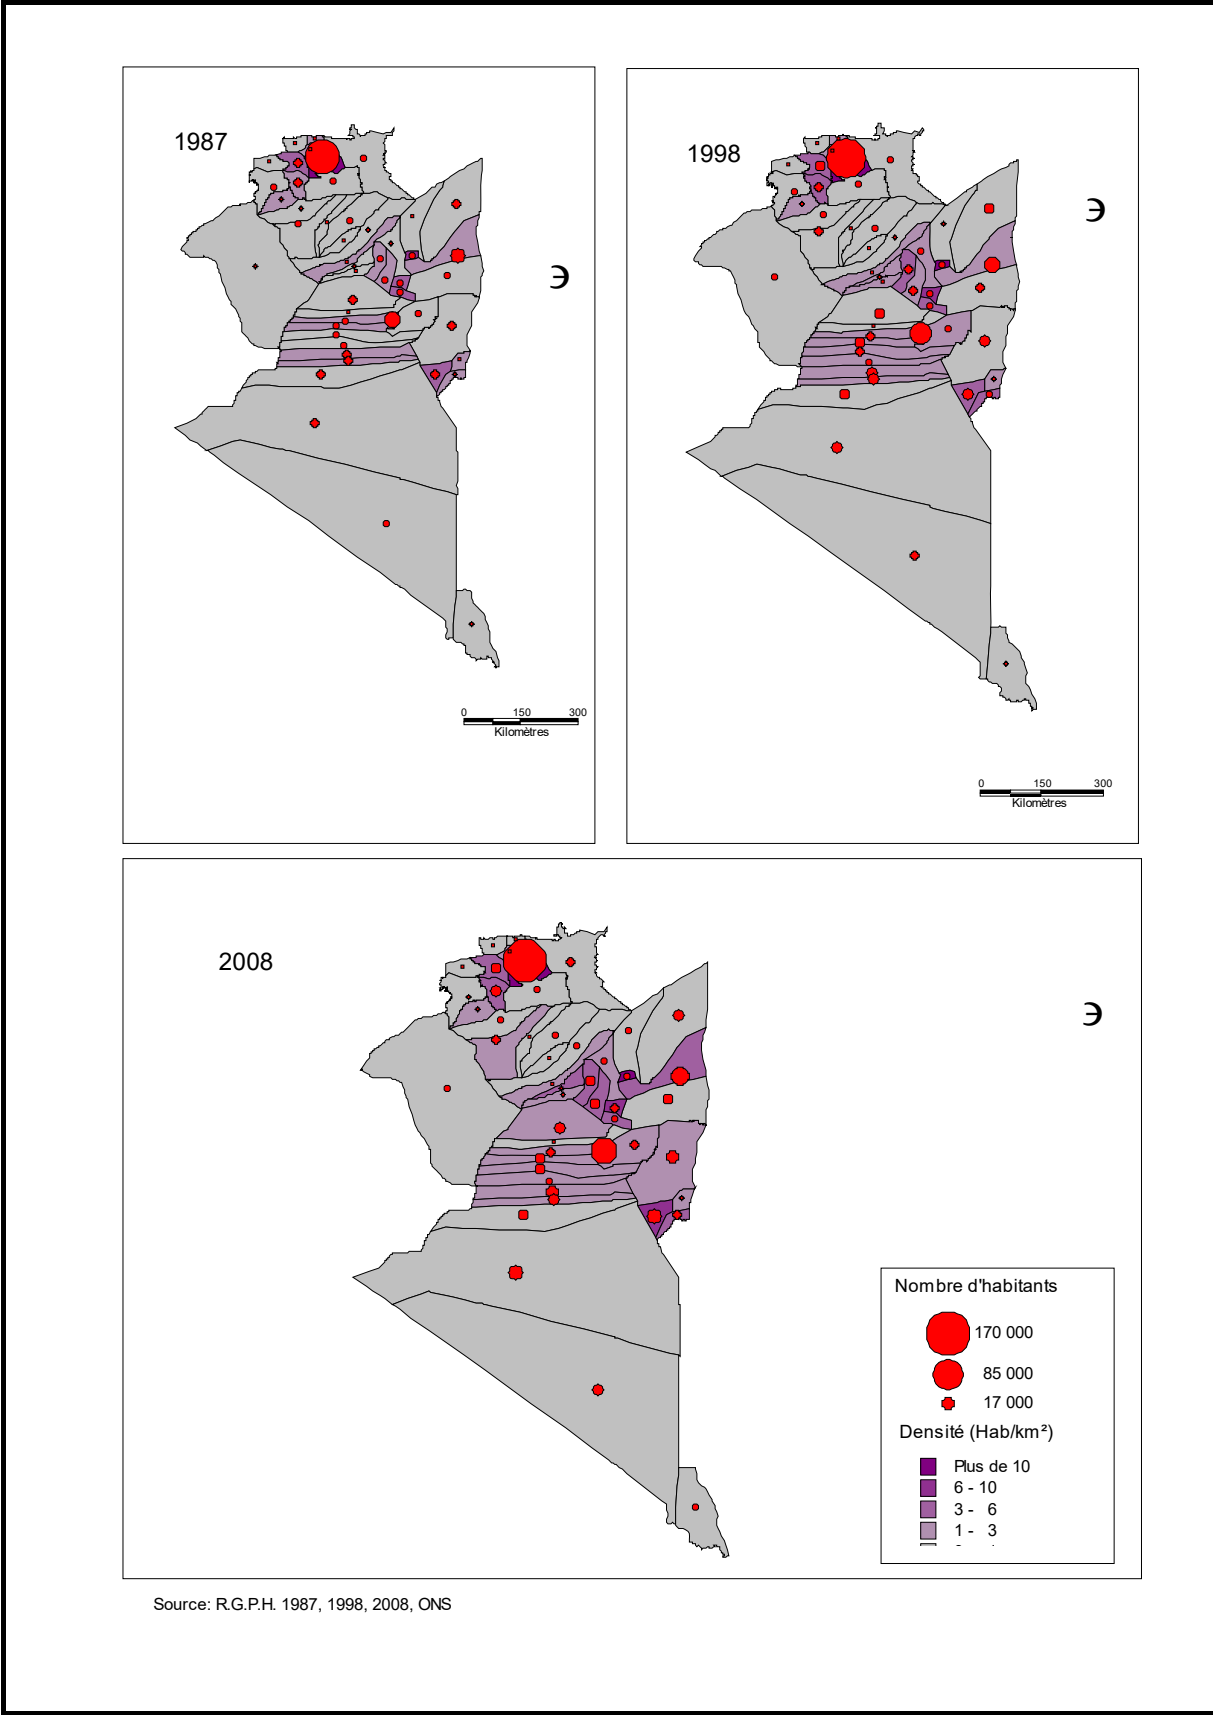 1987
э
0 150 300
Kilomètres
1998
э
0 150 300
Kilomètres
2008
э
Nombre d'habitants
170 000
85 000
17 000
Densité (Hab/km²)
Plus de 10
6 - 10
3 - 6
1 - 3
Source: R.G.P.H. 1987, 1998, 2008, ONS